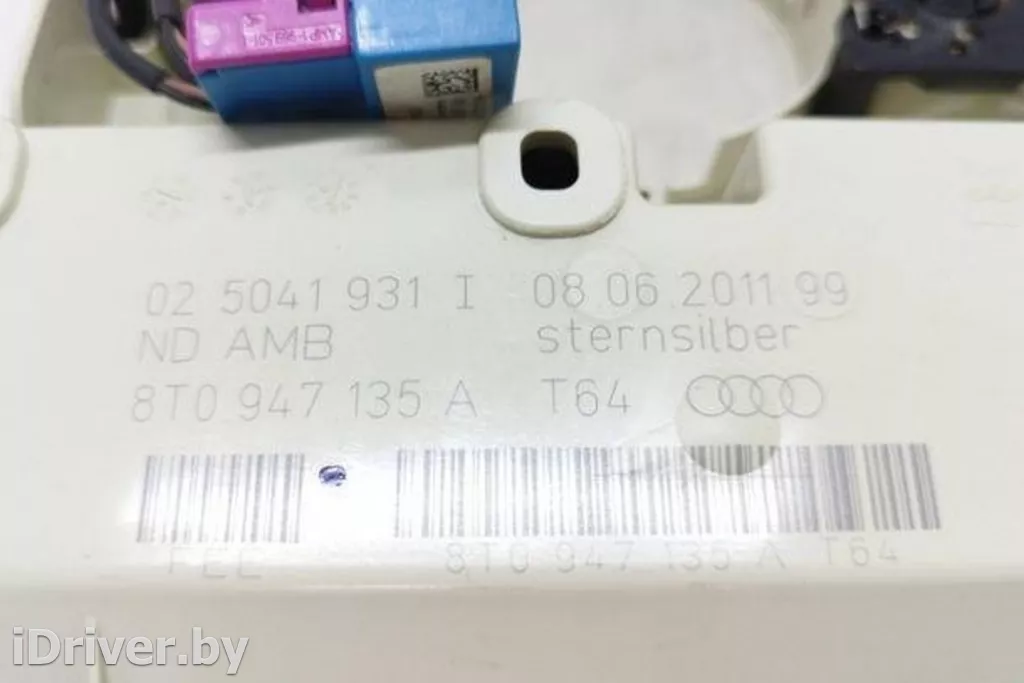 02 5041 931 I 08.06.2011 99
ND AMB sternsilber
8T0 947 135 A T64
FEE 8T0 947 135 A T64
iDriver.by